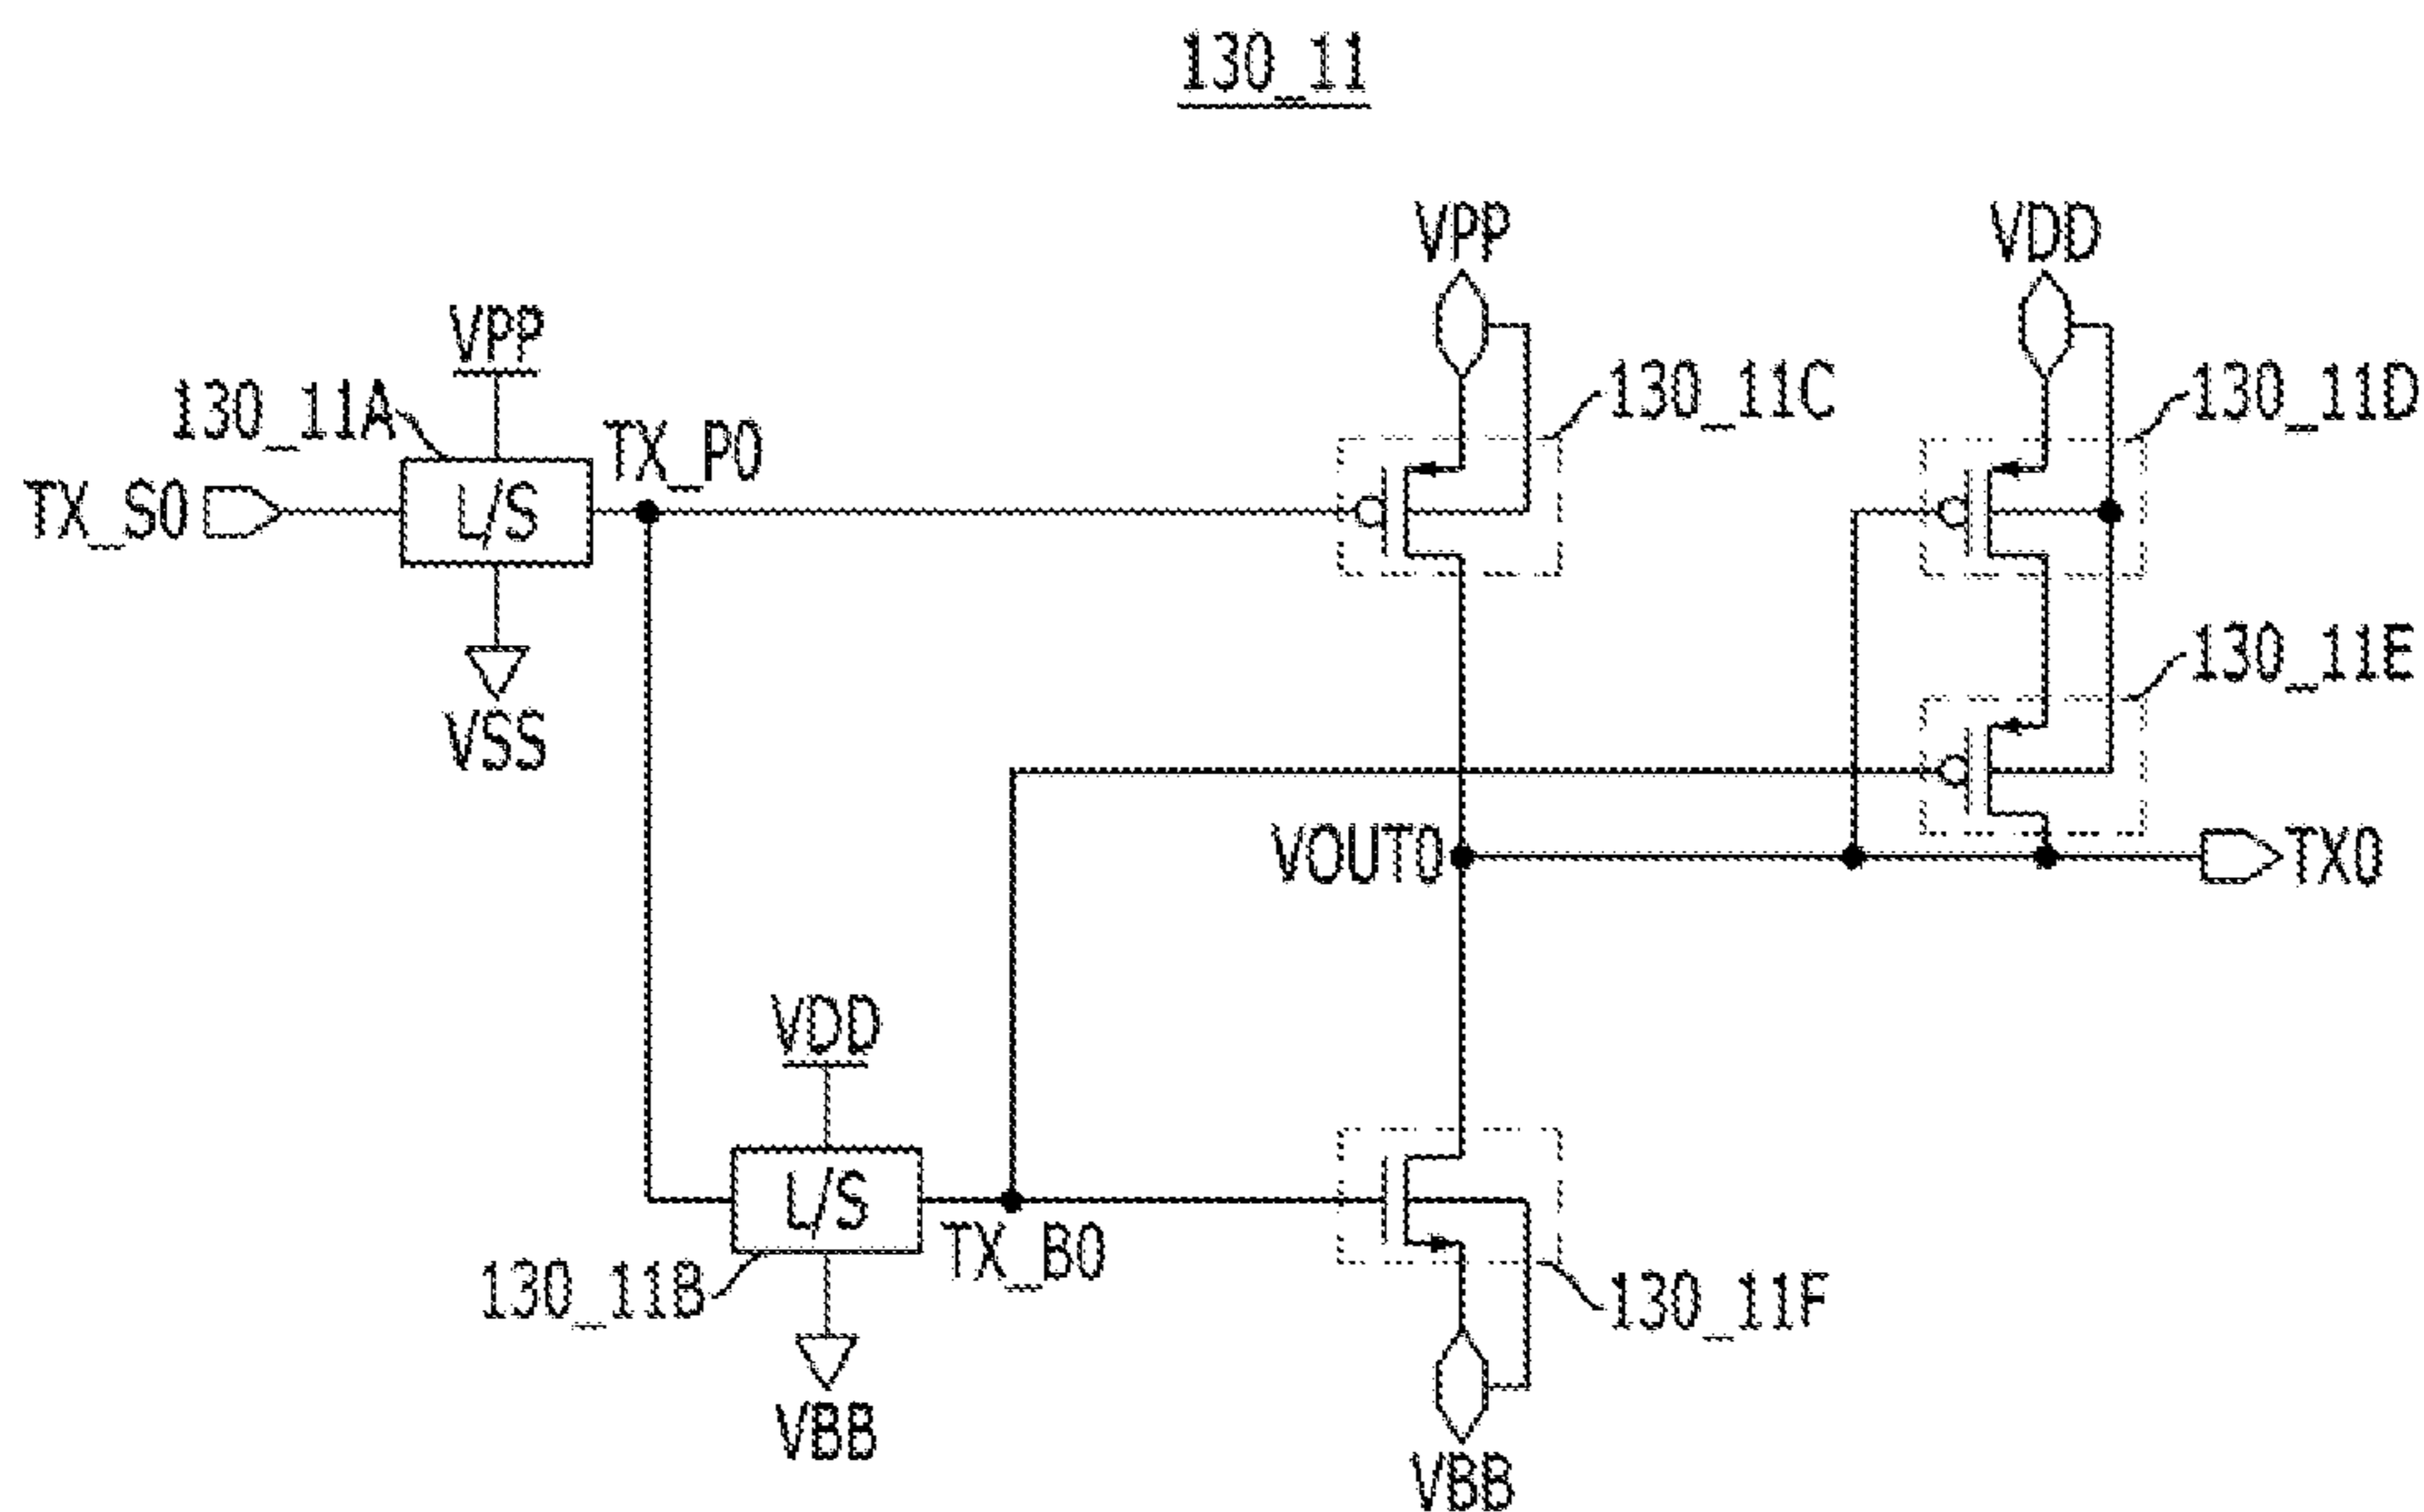 130_11
VPP
VDD
VPP
130_11A
TX_P0
130_11C
130_11D
TX_S0
L/S
130_11E
VSS
VOUT0
TX0
VDD
L/S
TX_B0
130_11B
130_11F
VBB
VBB